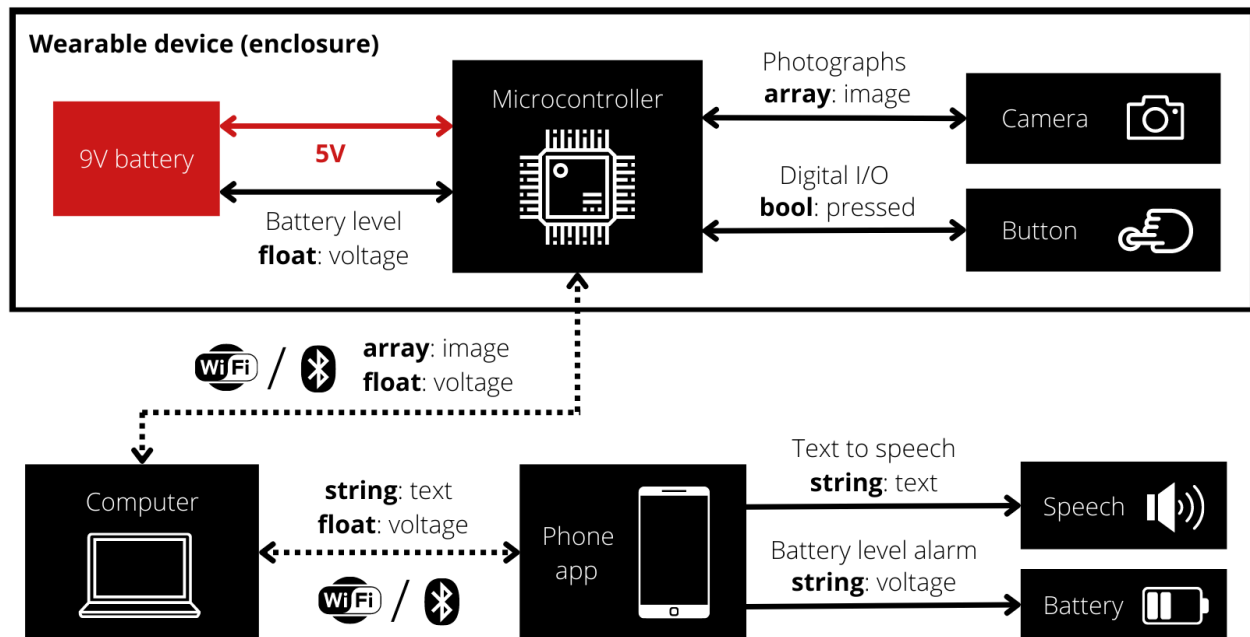 Wearable device (enclosure)
9V battery
5V
Battery level
float: voltage
Microcontroller
Photographs
array: image
Camera
Digital I/O
bool: pressed
Button
WiFi /
array: image
float: voltage
Computer
string: text
float: voltage
WiFi /
Phone
app
Text to speech
string: text
Speech
Battery level alarm
string: voltage
Battery